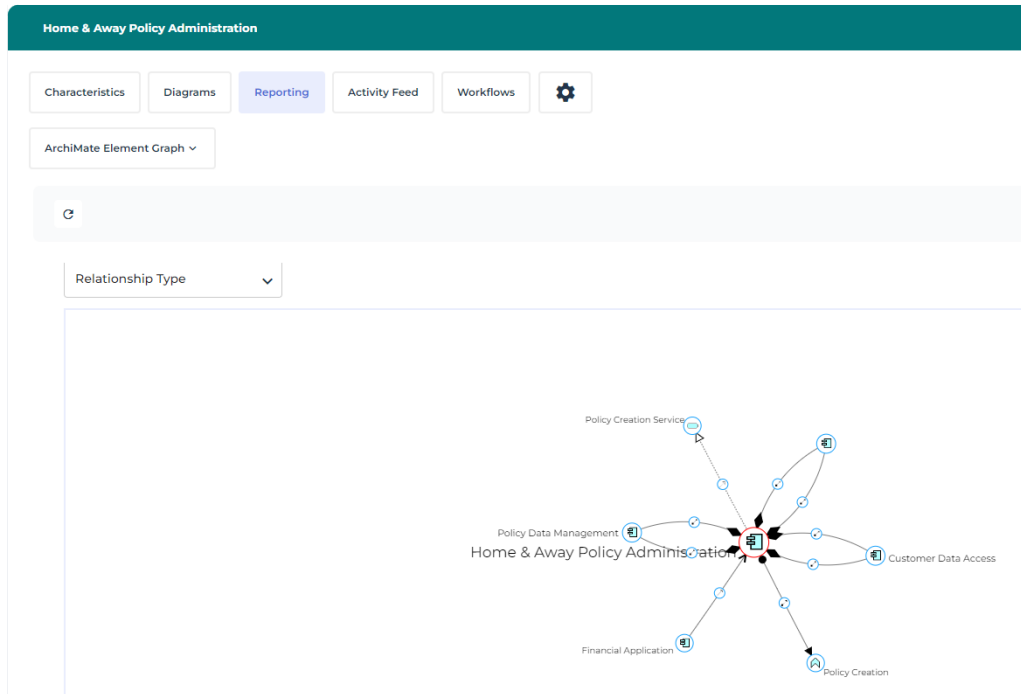 Home & Away Policy Administration
Characteristics
Diagrams
Reporting
Activity Feed
Workflows
ArchiMate Element Graph
Relationship Type
Policy Creation Service
Policy Data Management
Home & Away Policy Administration
Customer Data Access
Financial Application
Policy Creation